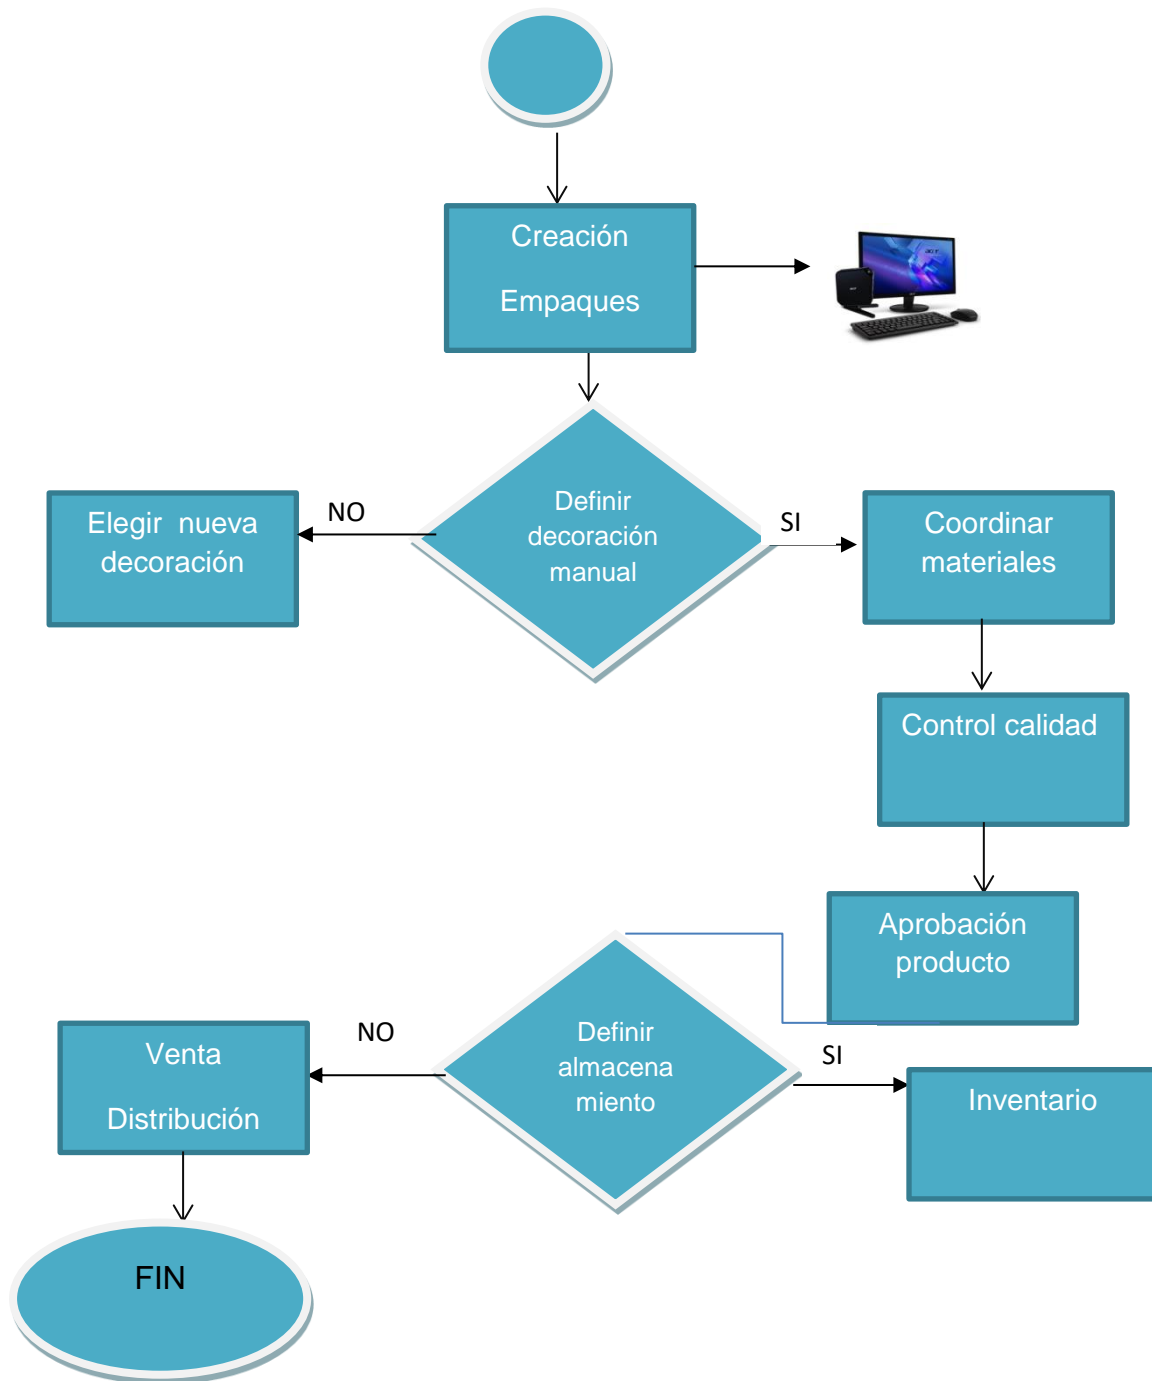 Creación
Empaques
Definir
decoración
manual
NO
SI
Elegir nueva
decoración
Coordinar
materiales
Control calidad
Aprobación
producto
Definir
almacena
miento
NO
SI
Venta
Distribución
Inventario
FIN